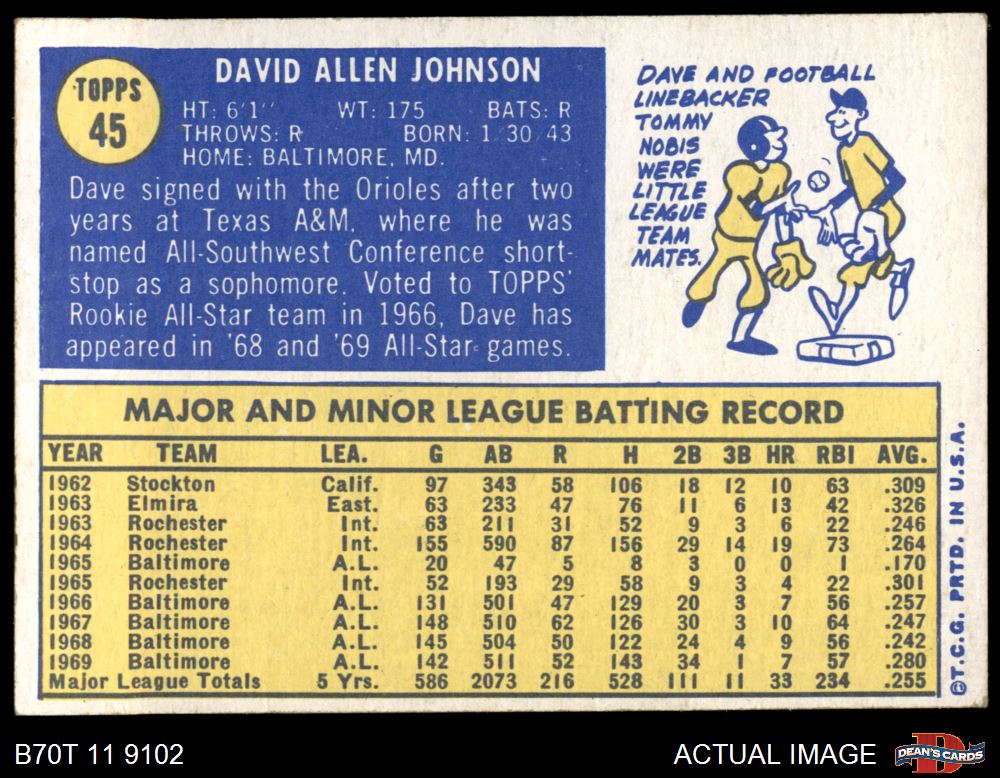 TOPPS
45
DAVID ALLEN JOHNSON
HT: 6'1" WT: 175 BATS: R
THROWS: R BORN: 1 30 43
HOME: BALTIMORE, MD.
Dave signed with the Orioles after two
years at Texas A&M, where he was
named All-Southwest Conference short-
stop as a sophomore. Voted to TOPPS'
Rookie All-Star team in 1966, Dave has
appeared in '68 and '69 All-Star games.
DAVE AND FOOTBALL
LINEBACKER
TOMMY
NOBIS
WERE
LITTLE
LEAGUE
TEAM
MATES.
MAJOR AND MINOR LEAGUE BATTING RECORD
YEAR TEAM LEA. G AB R H 2B 3B HR RBI AVG.
1962 Stockton Calif. 97 343 58 106 18 12 10 63 .309
1963 Elmira East. 63 233 47 76 11 6 13 42 .326
1963 Rochester Int. 63 211 31 52 9 3 6 22 .246
1964 Rochester Int. 155 590 87 156 29 14 19 73 .264
1965 Baltimore A.L. 20 47 5 8 3 0 0 1 .170
1965 Rochester Int. 52 193 29 58 9 3 4 22 .301
1966 Baltimore A.L. 131 501 47 129 20 3 7 56 .257
1967 Baltimore A.L. 148 510 62 126 30 3 10 64 .247
1968 Baltimore A.L. 145 504 50 122 24 4 9 56 .242
1969 Baltimore A.L. 142 511 52 143 34 1 7 57 .280
Major League Totals 5 Yrs. 586 2073 216 528 111 11 33 234 .255
©T.C.G. PRTD. IN U.S.A.
B70T 11 9102
ACTUAL IMAGE
DEAN'S CARDS